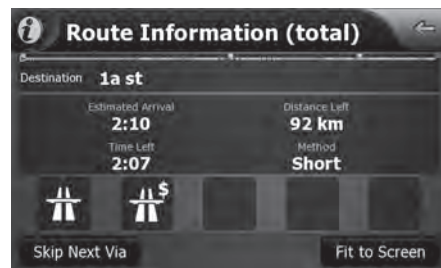 Route Information (total)
Destination 1a st
Estimated Arrival Distance Left
2:10 92 km
Time Left Method
2:07 Short
$
Skip Next Via Fit to Screen